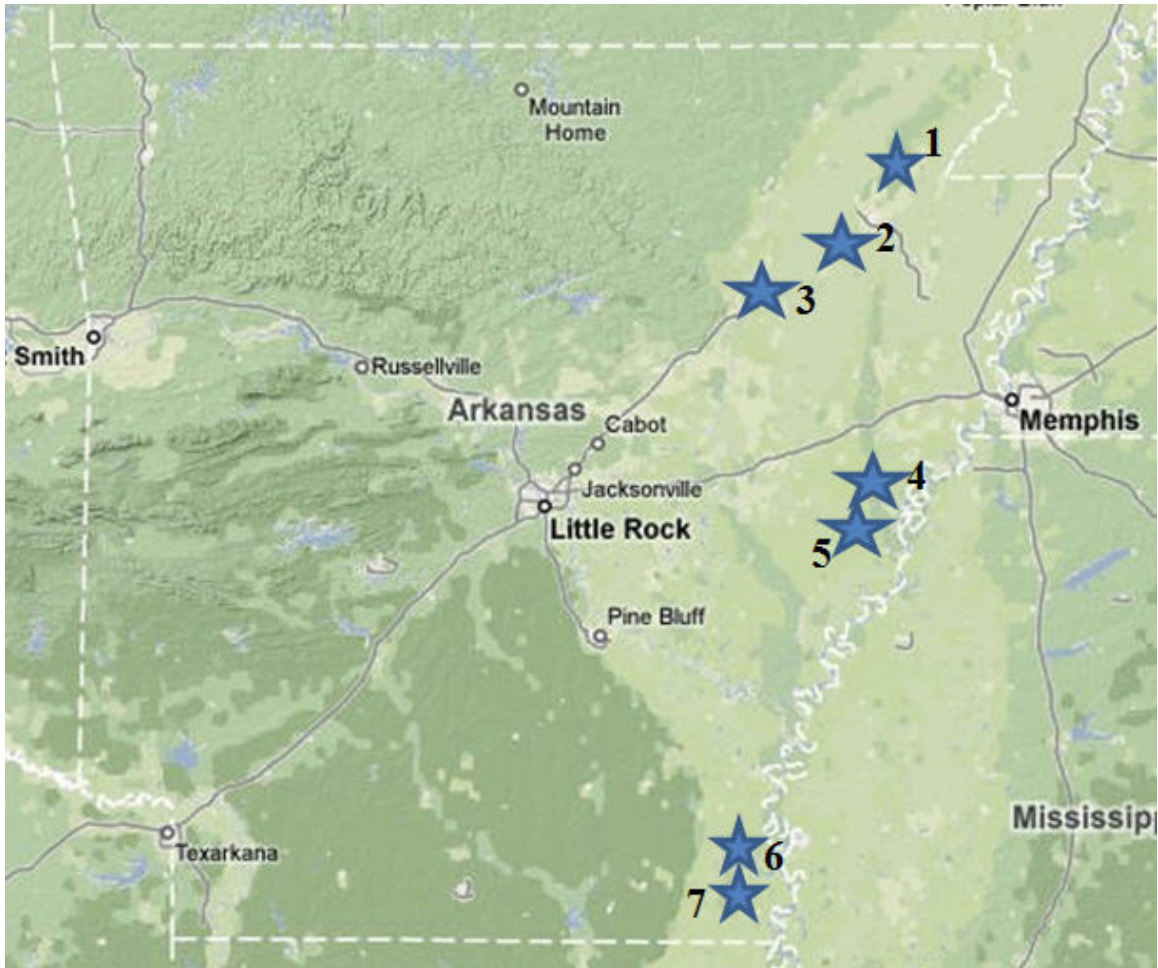 Mountain
Home
1
2
3
Smith
Russellville
Arkansas
Cabot
Memphis
Jacksonville
4
Little Rock
5
Pine Bluff
Mississipp
Texarkana
6
7